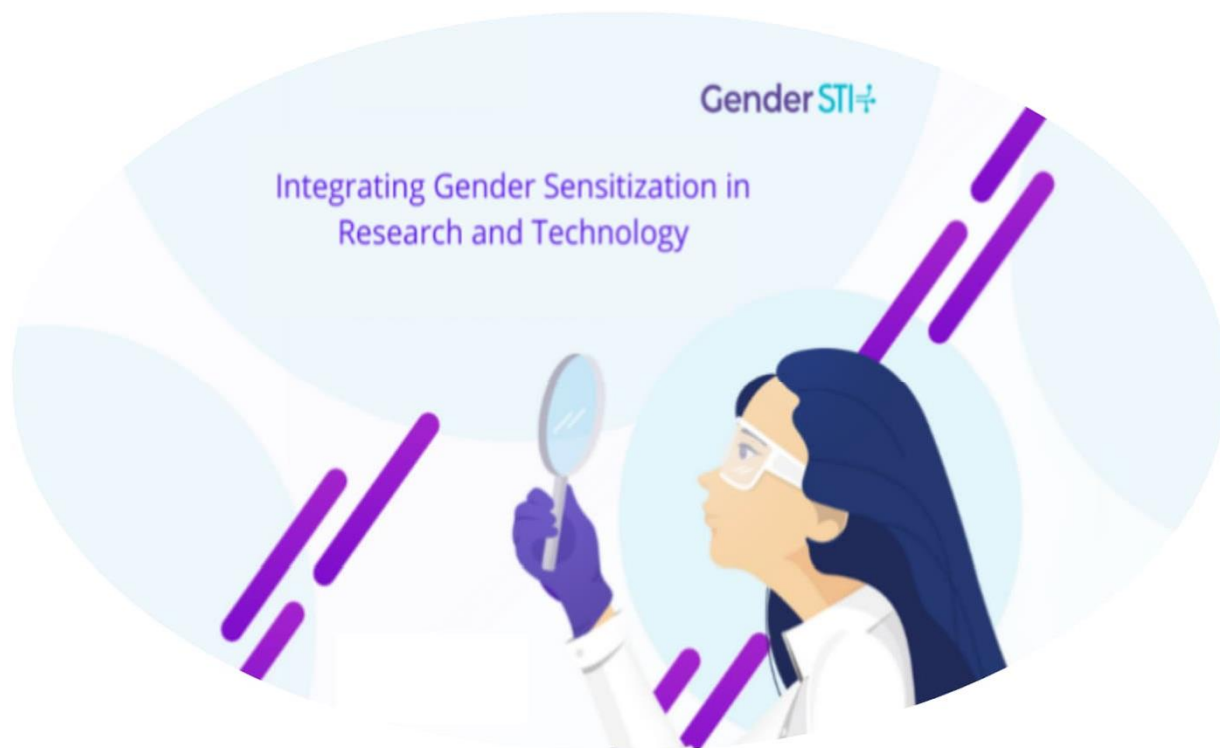 Gender STI
Integrating Gender Sensitization in
Research and Technology